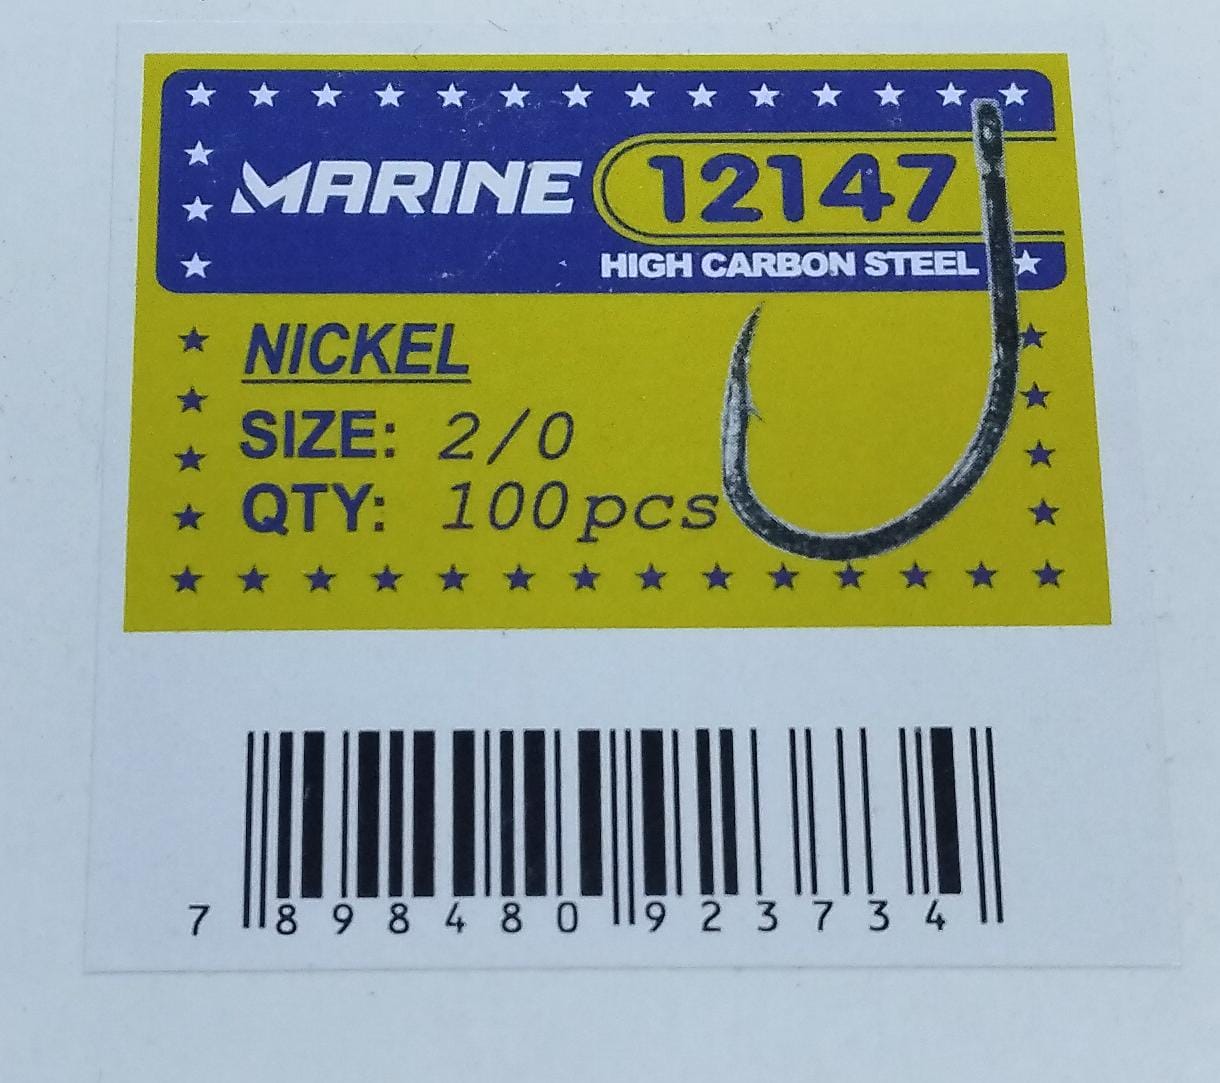 MARINE 12147
HIGH CARBON STEEL
NICKEL
SIZE: 2/0
QTY: 100pcs
7 898480 923734